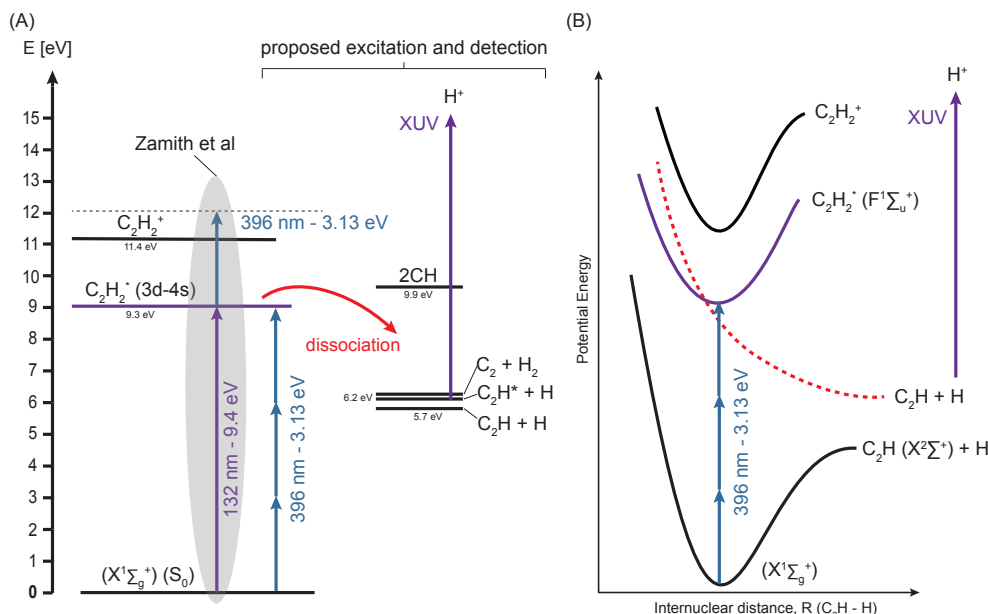 (A)
E [eV]
proposed excitation and detection
H⁺
XUV
15
14
13
12
11
10
9
8
7
6
5
4
3
2
1
0
Zamith et al
396 nm - 3.13 eV
C₂H₂⁺
11.4 eV
C₂H₂* (3d-4s)
9.3 eV
2CH
9.9 eV
dissociation
C₂ + H₂
6.2 eV
C₂H* + H
5.7 eV
C₂H + H
132 nm - 9.4 eV
396 nm - 3.13 eV
(X¹Σg⁺) (S₀)
(B)
H⁺
XUV
C₂H₂⁺
C₂H₂* (F¹Σu⁺)
Potential Energy
C₂H + H
396 nm - 3.13 eV
C₂H (X²Σ⁺) + H
(X¹Σg⁺)
Internuclear distance, R (C₂H - H)